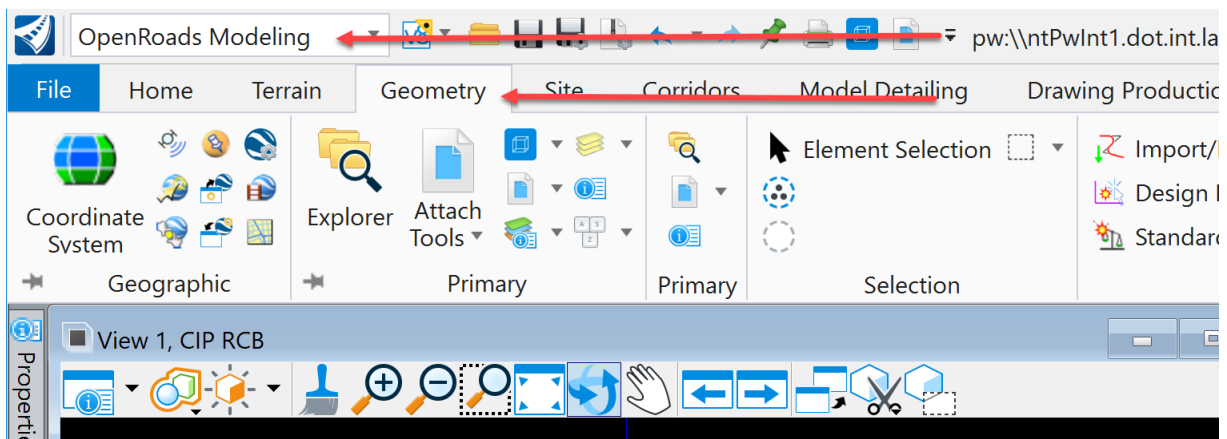 OpenRoads Modeling
pw:\\ntPwInt1.dot.int.la
File Home Terrain Geometry Site Corridors Model Detailing Drawing Productio
Element Selection Import/
Design
Standard
Coordinate System
Explorer
Attach Tools
A S
Z
Geographic Primary Primary Selection
Properti
View 1, CIP RCB